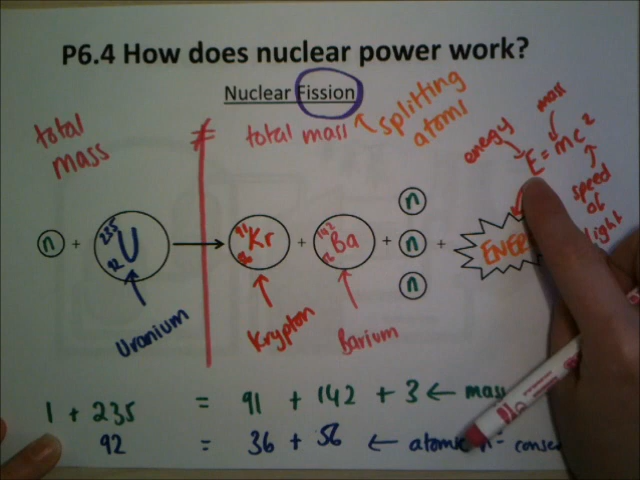 P6.4 How does nuclear power work?
Nuclear Fission
splitting atoms
total mass
≠
total mass
energy
mass
E = mc²
speed of light
n + 235 92 U → 91 36 Kr + 142 56 Ba + n n n + ENER
Uranium
Krypton
Barium
1 + 235 = 91 + 142 + 3 ← mass
92 = 36 + 56 ← atomic nº